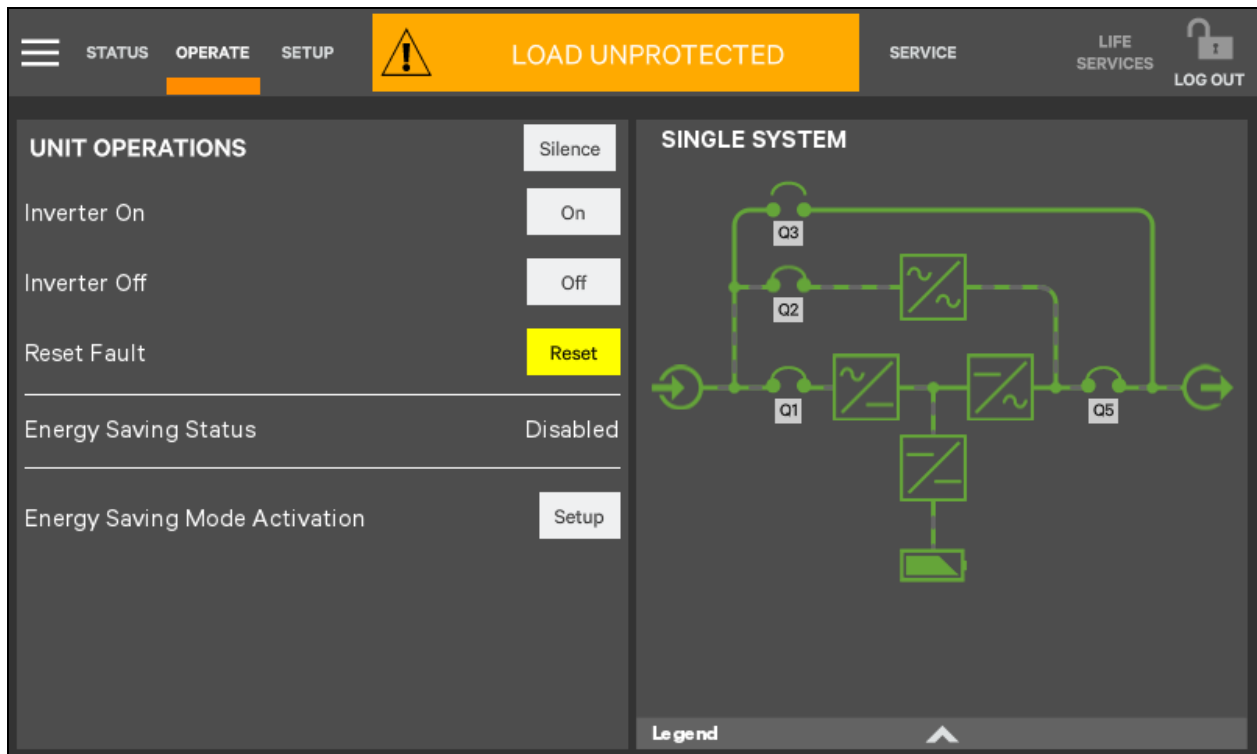 STATUS OPERATE SETUP LOAD UNPROTECTED SERVICE LIFE
SERVICES
LOG OUT
UNIT OPERATIONS Silence
Inverter On On
Inverter Off Off
Reset Fault Reset
Energy Saving Status Disabled
Energy Saving Mode Activation Setup
SINGLE SYSTEM
Q3
Q2
Q1 Q5
Legend